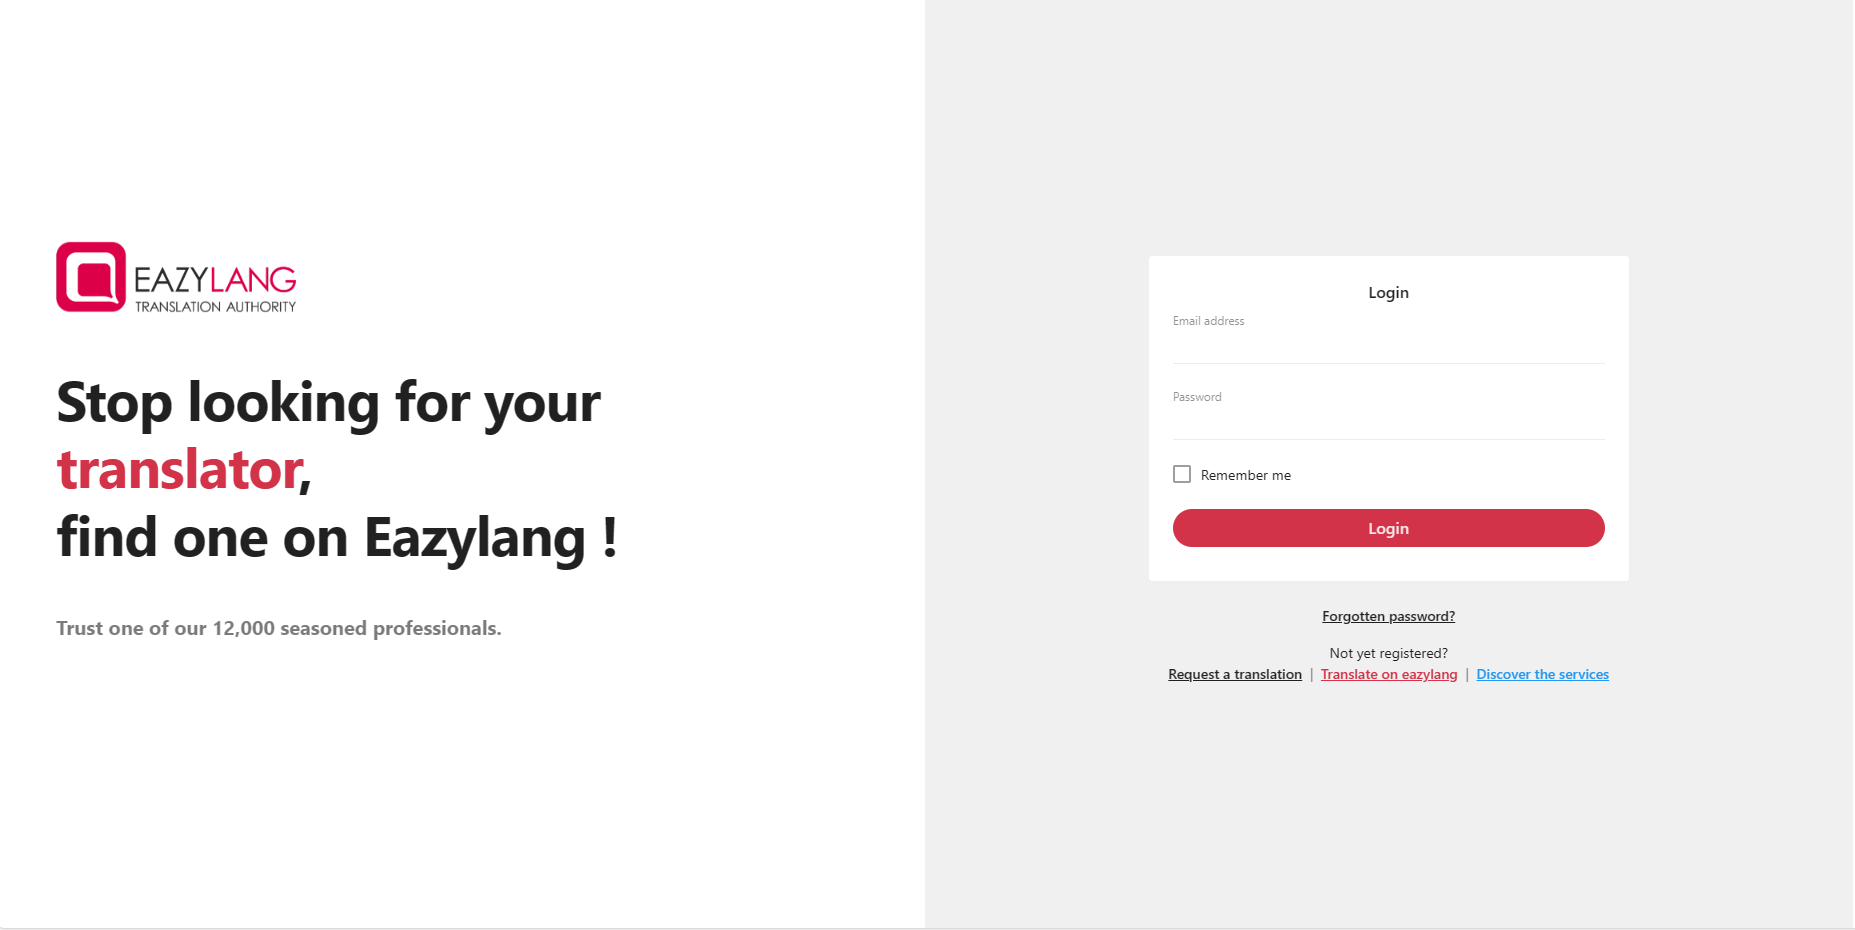 EAZYLANG
TRANSLATION AUTHORITY
Stop looking for your
translator,
find one on Eazylang !
Trust one of our 12,000 seasoned professionals.
Login
Email address
Password
Remember me
Login
Forgotten password?
Not yet registered?
Request a translation | Translate on eazylang | Discover the services